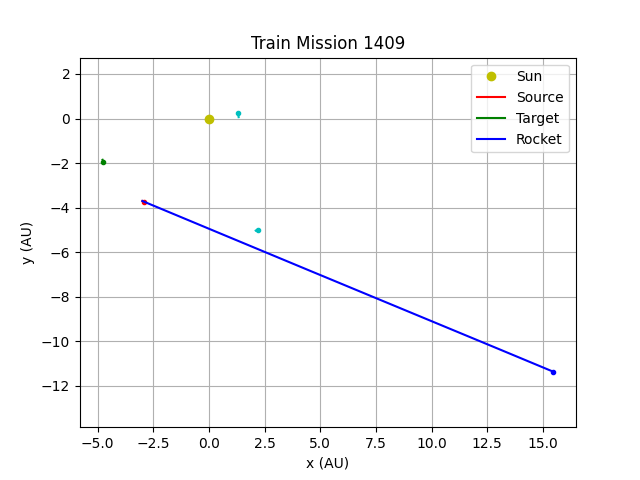 Train Mission 1409
Sun
Source
Target
Rocket
y (AU)
2
0
−2
−4
−6
−8
−10
−12
−5.0
−2.5
0.0
2.5
5.0
7.5
10.0
12.5
15.0
x (AU)